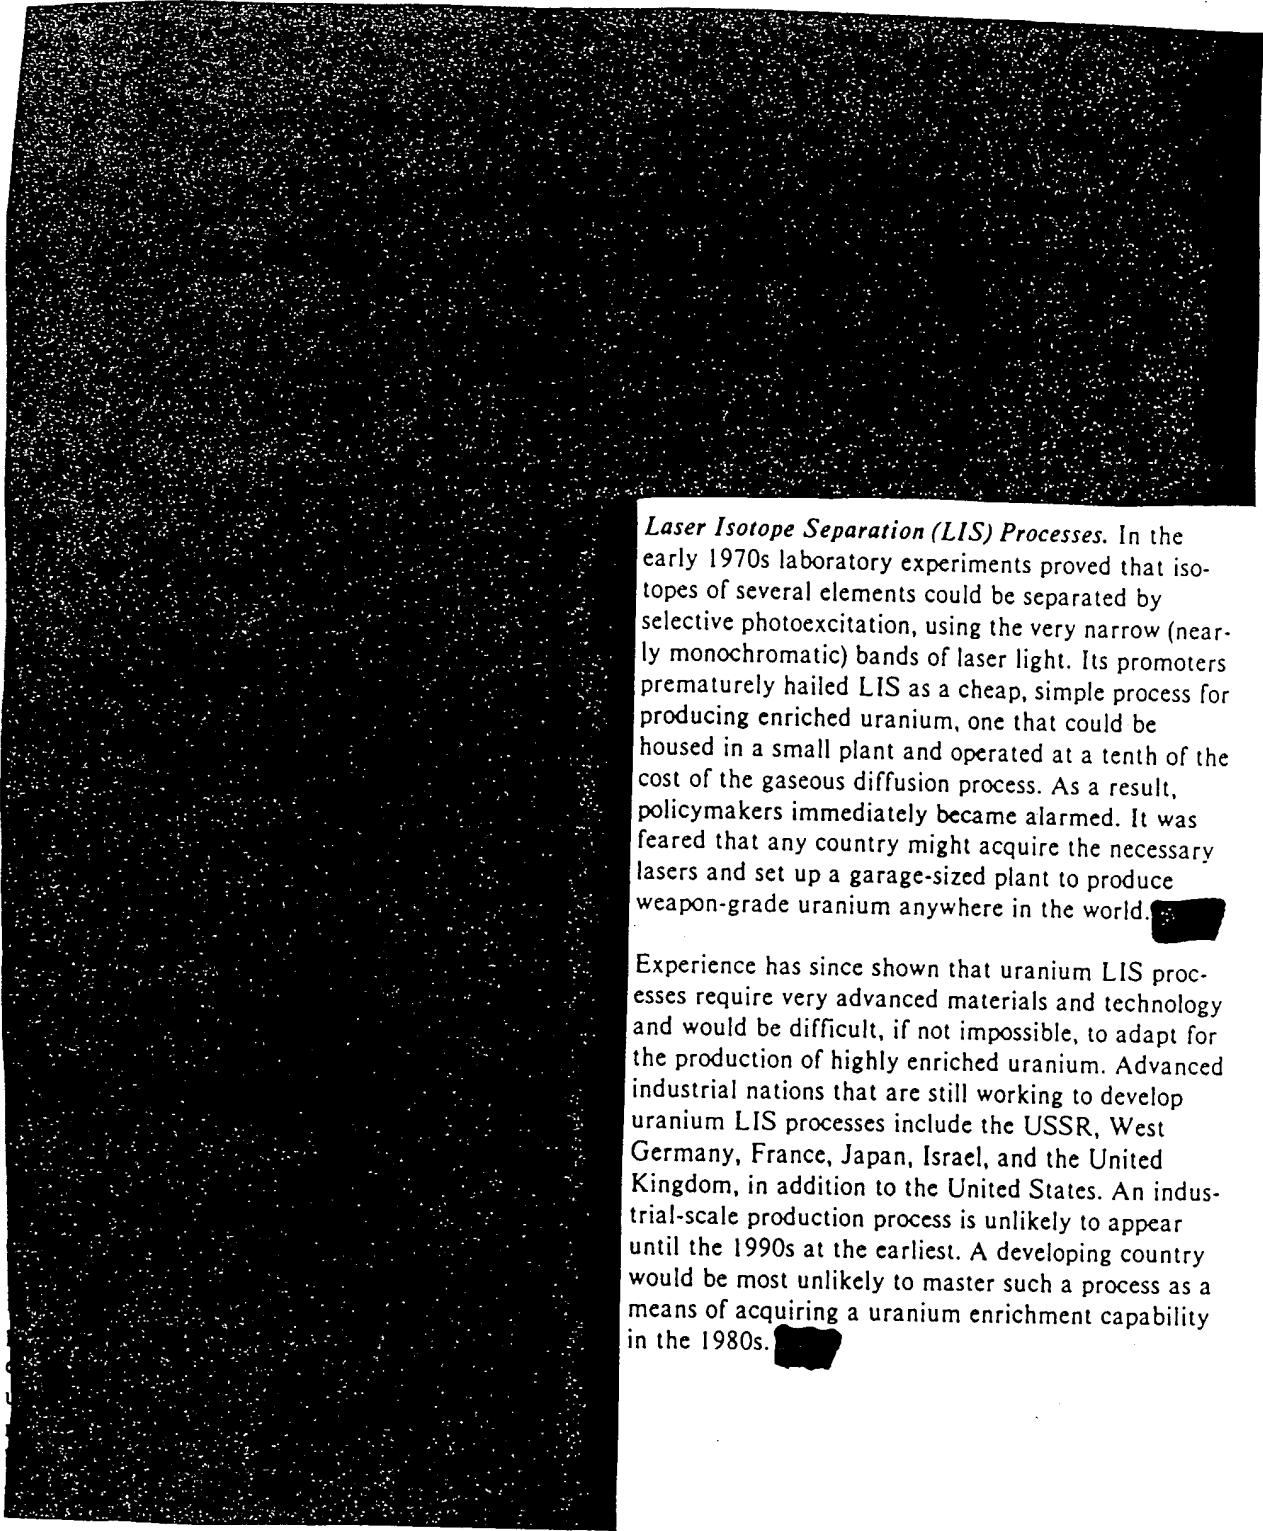 Laser Isotope Separation (LIS) Processes. In the
early 1970s laboratory experiments proved that iso-
topes of several elements could be separated by
selective photoexcitation, using the very narrow (near-
ly monochromatic) bands of laser light. Its promoters
prematurely hailed LIS as a cheap, simple process for
producing enriched uranium, one that could be
housed in a small plant and operated at a tenth of the
cost of the gaseous diffusion process. As a result,
policymakers immediately became alarmed. It was
feared that any country might acquire the necessary
lasers and set up a garage-sized plant to produce
weapon-grade uranium anywhere in the world.
Experience has since shown that uranium LIS proc-
esses require very advanced materials and technology
and would be difficult, if not impossible, to adapt for
the production of highly enriched uranium. Advanced
industrial nations that are still working to develop
uranium LIS processes include the USSR, West
Germany, France, Japan, Israel, and the United
Kingdom, in addition to the United States. An indus-
trial-scale production process is unlikely to appear
until the 1990s at the earliest. A developing country
would be most unlikely to master such a process as a
means of acquiring a uranium enrichment capability
in the 1980s.